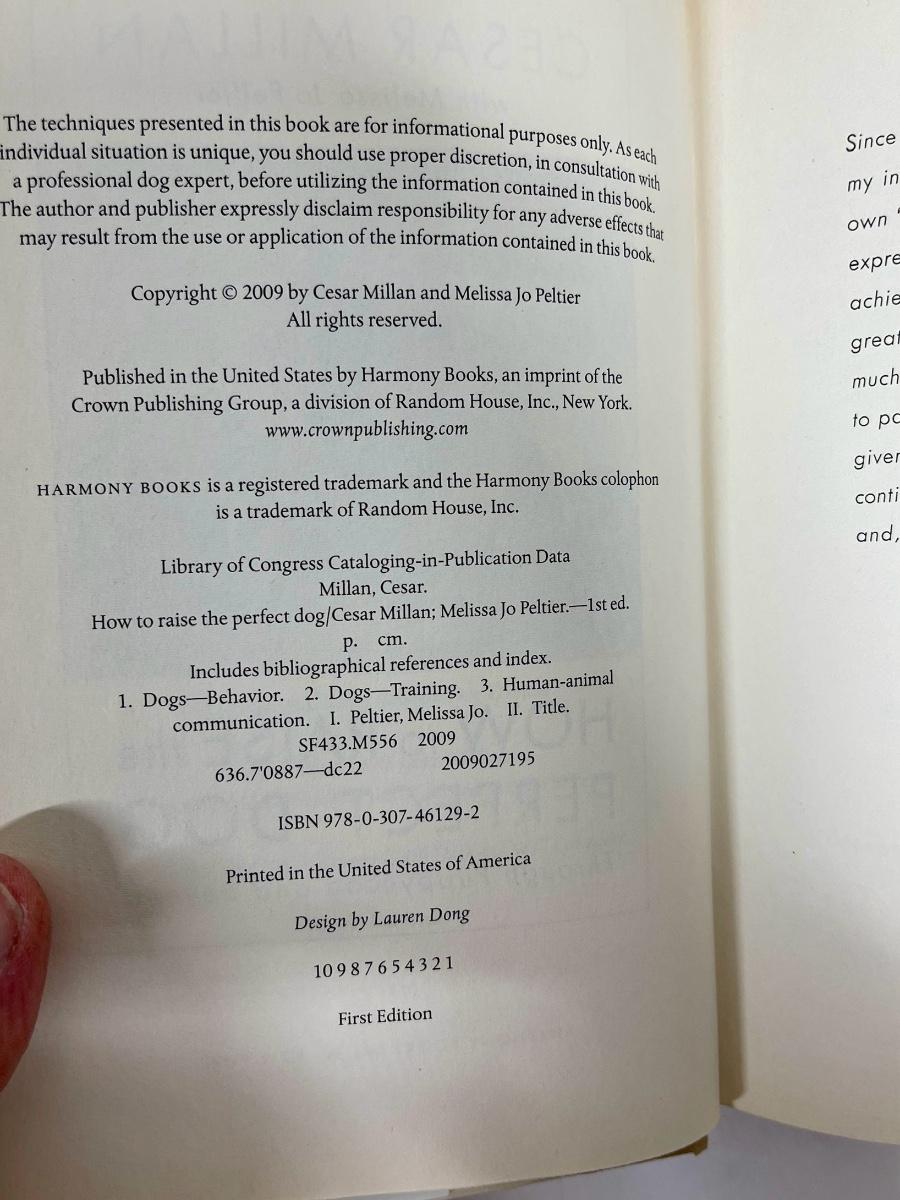 The techniques presented in this book are for informational purposes only. As each
individual situation is unique, you should use proper discretion, in consultation with
a professional dog expert, before utilizing the information contained in this book.
The author and publisher expressly disclaim responsibility for any adverse effects that
may result from the use or application of the information contained in this book.
Copyright © 2009 by Cesar Millan and Melissa Jo Peltier
All rights reserved.
Published in the United States by Harmony Books, an imprint of the
Crown Publishing Group, a division of Random House, Inc., New York.
www.crownpublishing.com
HARMONY BOOKS is a registered trademark and the Harmony Books colophon
is a trademark of Random House, Inc.
Library of Congress Cataloging-in-Publication Data
Millan, Cesar.
How to raise the perfect dog/Cesar Millan; Melissa Jo Peltier.—1st ed.
p. cm.
Includes bibliographical references and index.
1. Dogs—Behavior. 2. Dogs—Training. 3. Human-animal
communication. I. Peltier, Melissa Jo. II. Title.
SF433.M556 2009
636.7'0887—dc22 2009027195
ISBN 978-0-307-46129-2
Printed in the United States of America
Design by Lauren Dong
10 9 8 7 6 5 4 3 2 1
First Edition
Since
my in
own
expre
achie
great
much
to pa
given
conti
and,